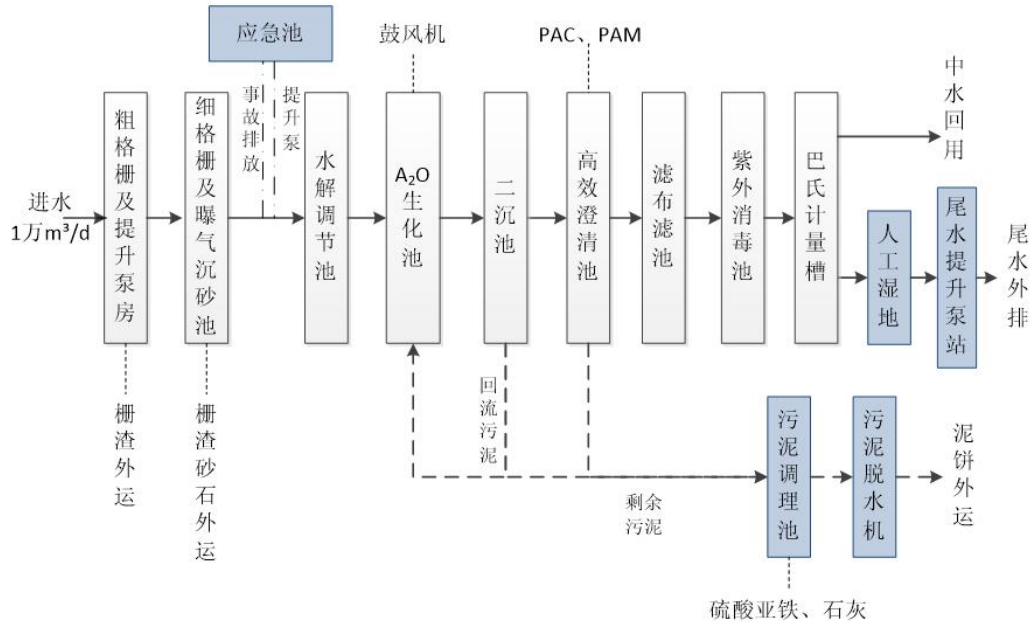 应急池
鼓风机
PAC、PAM
中水回用
事故排放
提升泵
进水
1万m³/d
粗格栅及提升泵房
细格栅及曝气沉砂池
水解调节池
A₂O
生化池
二沉池
高效澄清池
滤布滤池
紫外消毒池
巴氏计量槽
人工湿地
尾水提升泵站
尾水外排
回流污泥
栅渣外运
栅渣砂石外运
剩余
污泥
污泥调理池
污泥脱水机
泥饼外运
硫酸亚铁、石灰